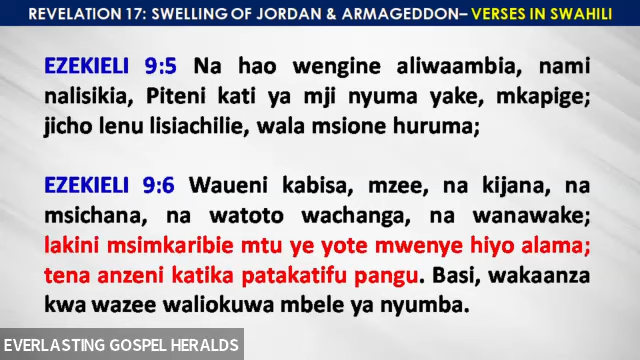 REVELATION 17: SWELLING OF JORDAN & ARMAGEDDON– VERSES IN SWAHILI
EZEKIELI 9:5 Na hao wengine aliwaambia, nami
nalisikia, Piteni kati ya mji nyuma yake, mkapige;
jicho lenu lisiachilie, wala msione huruma;
EZEKIELI 9:6 Waueni kabisa, mzee, na kijana, na
msichana, na watoto wachanga, na wanawake;
lakini msimkaribie mtu ye yote mwenye hiyo alama;
tena anzeni katika patakatifu pangu. Basi, wakaanza
kwa wazee waliokuwa mbele ya nyumba.
EVERLASTING GOSPEL HERALDS